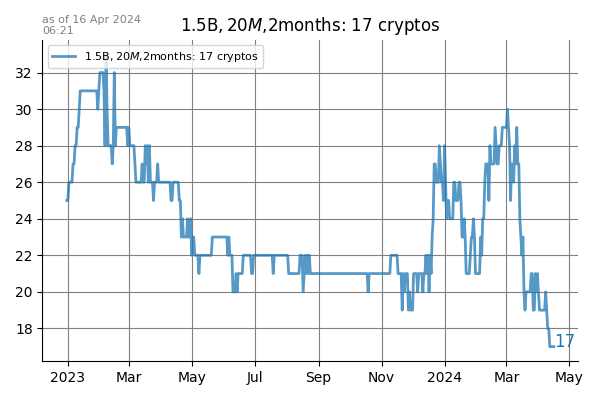 as of 16 Apr 2024
06:21
1.5B, 20M, 2months: 17 cryptos
1.5B, 20M, 2months: 17 cryptos
32
30
28
26
24
22
20
18
17
2023
Mar
May
Jul
Sep
Nov
2024
Mar
May